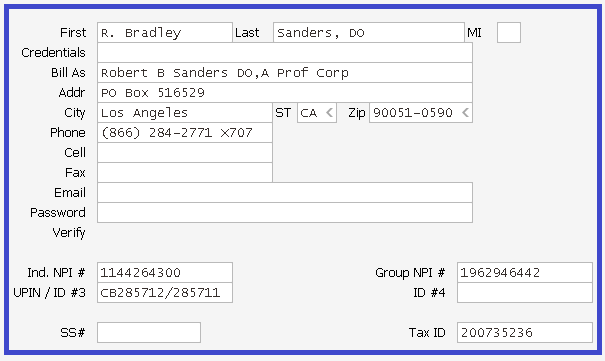 First R. Bradley Last Sanders, DO MI
Credentials
Bill As Robert B Sanders DO,A Prof Corp
Addr PO Box 516529
City Los Angeles ST CA < Zip 90051-0590 <
Phone (866) 284-2771 X707
Cell
Fax
Email
Password
Verify
Ind. NPI # 1144264300 Group NPI # 1962946442
UPIN / ID #3 CB285712/285711 ID #4
SS# Tax ID 200735236